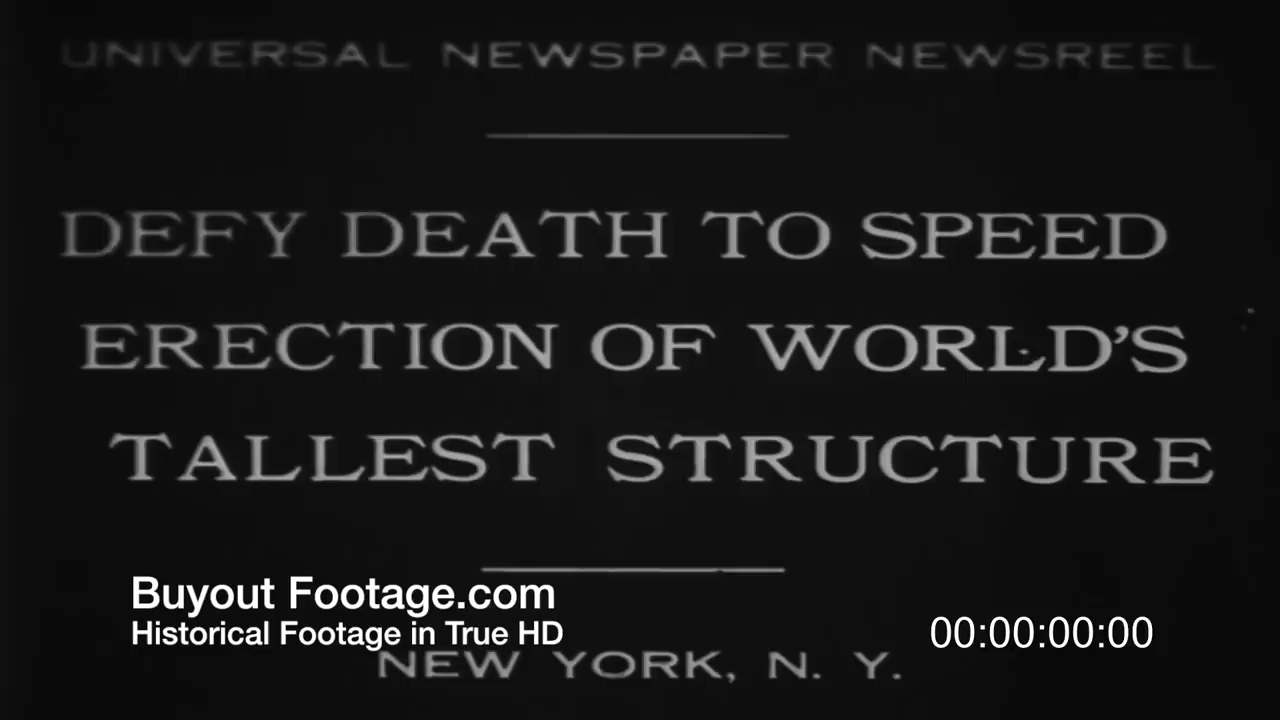 UNIVERSAL NEWSPAPER NEWSREEL
DEFY DEATH TO SPEED
ERECTION OF WORLD'S
TALLEST STRUCTURE
Buyout Footage.com
Historical Footage in True HD
00:00:00:00
NEW YORK, N. Y.